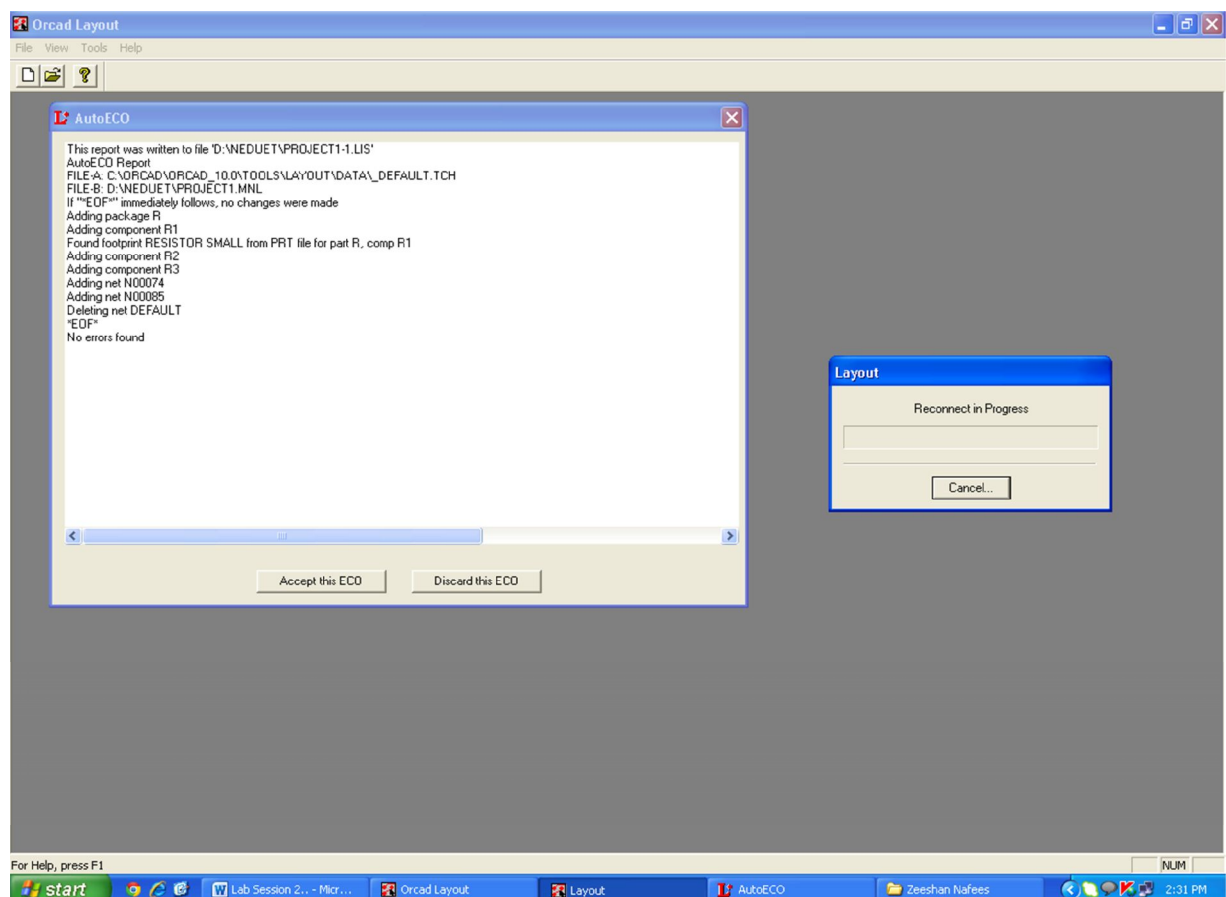 Orcad Layout
File View Tools Help
AutoECO
This report was written to file 'D:\NEDUET\PROJECT1-1.LIS'
AutoECO Report
FILE-A: C:\ORCAD\ORCAD_10.0\TOOLS\LAYOUT\DATA\_DEFAULT.TCH
FILE-B: D:\NEDUET\PROJECT1.MNL
If "*EOF*" immediately follows, no changes were made
Adding package R
Adding component R1
Found footprint RESISTOR SMALL from PRT file for part R, comp R1
Adding component R2
Adding component R3
Adding net N00074
Adding net N00085
Deleting net DEFAULT
*EOF*
No errors found
Accept this ECO Discard this ECO
Layout
Reconnect in Progress
Cancel...
For Help, press F1 NUM
start Lab Session 2.. - Micr... Orcad Layout Layout AutoECO Zeeshan Nafees 2:31 PM